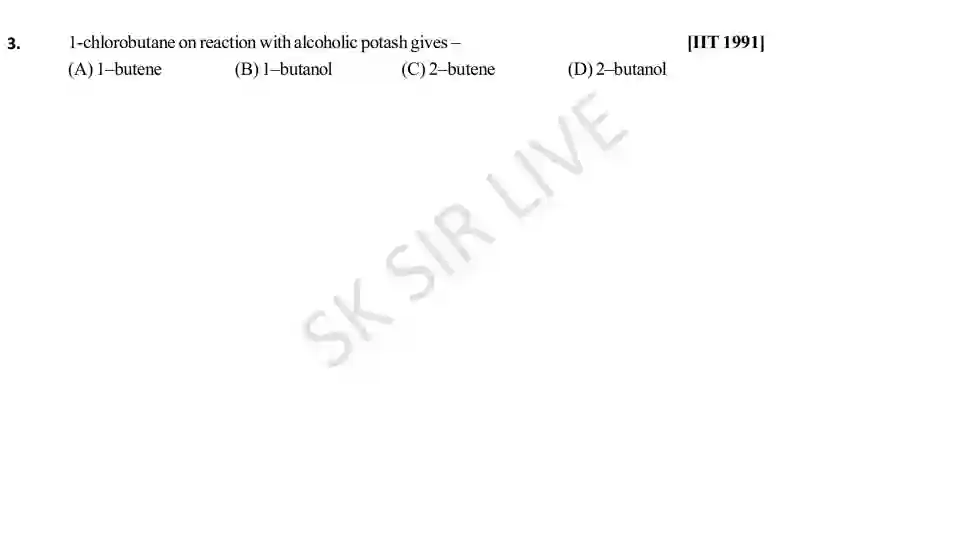 3. 1-chlorobutane on reaction with alcoholic potash gives – [IIT 1991]
(A) 1–butene (B) 1–butanol (C) 2–butene (D) 2–butanol
SK SIR LIVE